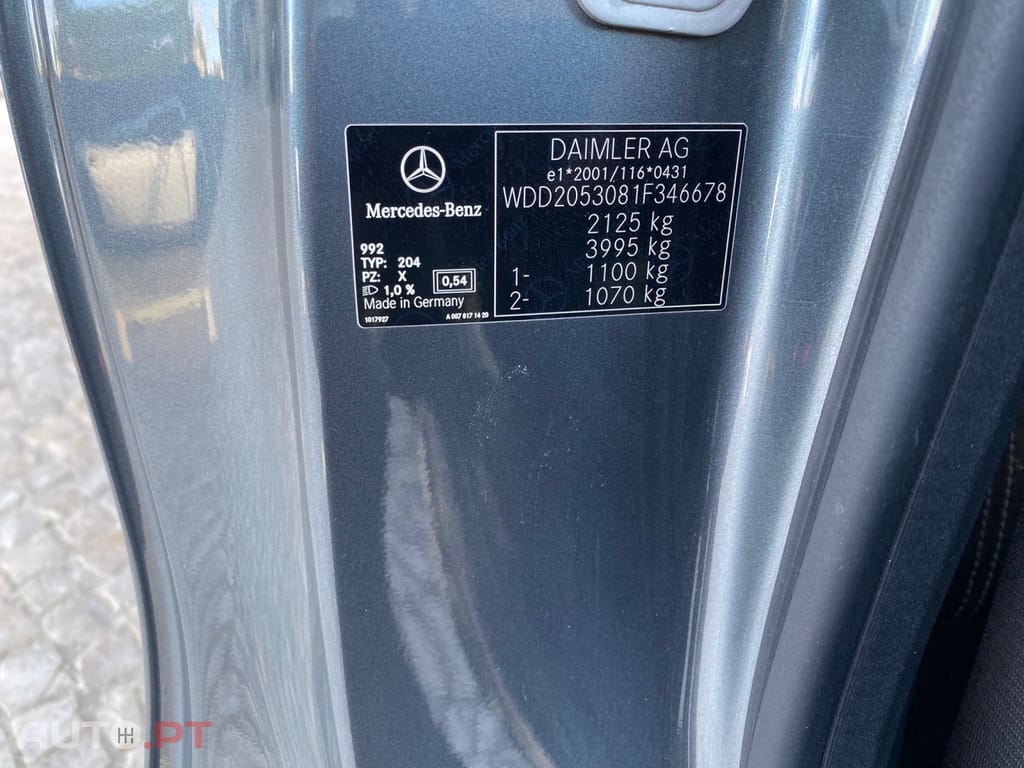 Mercedes-Benz
992
TYP: 204
PZ: X
1,0 %
0,54
Made in Germany
1017927
A 007 817 14 20
DAIMLER AG
e1*2001/116*0431
WDD2053081F346678
2125 kg
3995 kg
1- 1100 kg
2- 1070 kg
AUTO.PT